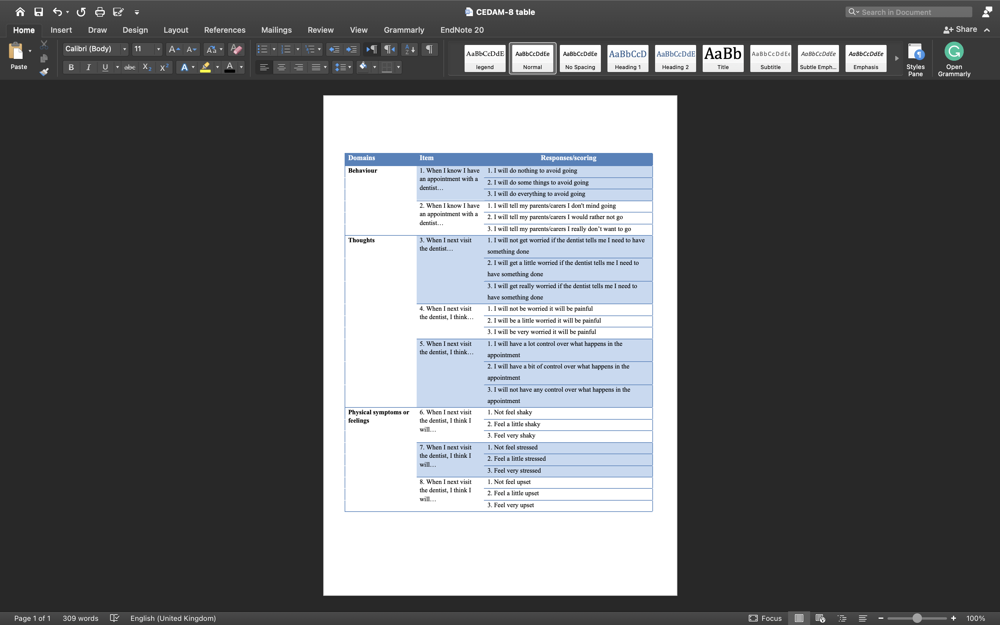 CEDAM-8 table
Search in Document
Home Insert Draw Design Layout References Mailings Review View Grammarly EndNote 20
Share
Paste
Calibri (Body) 11
AaBbCcDdE AaBbCcDdEe AaBbCcDdEe AaBbCcD AaBbCcDdE AaBb AaBbCcDdEe AaBbCcDdEe AaBbCcDdEe
legend Normal No Spacing Heading 1 Heading 2 Title Subtitle Subtle Emph... Emphasis
Styles
Pane
Open
Grammarly
Domains Item Responses/scoring
Behaviour
1. When I know I have
an appointment with a
dentist…
1. I will do nothing to avoid going
2. I will do some things to avoid going
3. I will do everything to avoid going
2. When I know I have
an appointment with a
dentist…
1. I will tell my parents/carers I don't mind going
2. I will tell my parents/carers I would rather not go
3. I will tell my parents/carers I really don’t want to go
Thoughts
3. When I next visit
the dentist…
1. I will not get worried if the dentist tells me I need to have
something done
2. I will get a little worried if the dentist tells me I need to
have something done
3. I will get really worried if the dentist tells me I need to
have something done
4. When I next visit
the dentist, I think…
1. I will not be worried it will be painful
2. I will be a little worried it will be painful
3. I will be very worried it will be painful
5. When I next visit
the dentist, I think…
1. I will have a lot control over what happens in the
appointment
2. I will have a bit of control over what happens in the
appointment
3. I will not have any control over what happens in the
appointment
Physical symptoms or
feelings
6. When I next visit
the dentist, I think I
will…
1. Not feel shaky
2. Feel a little shaky
3. Feel very shaky
7. When I next visit
the dentist, I think I
will…
1. Not feel stressed
2. Feel a little stressed
3. Feel very stressed
8. When I next visit
the dentist, I think I
will…
1. Not feel upset
2. Feel a little upset
3. Feel very upset
Page 1 of 1 309 words English (United Kingdom) Focus 100%